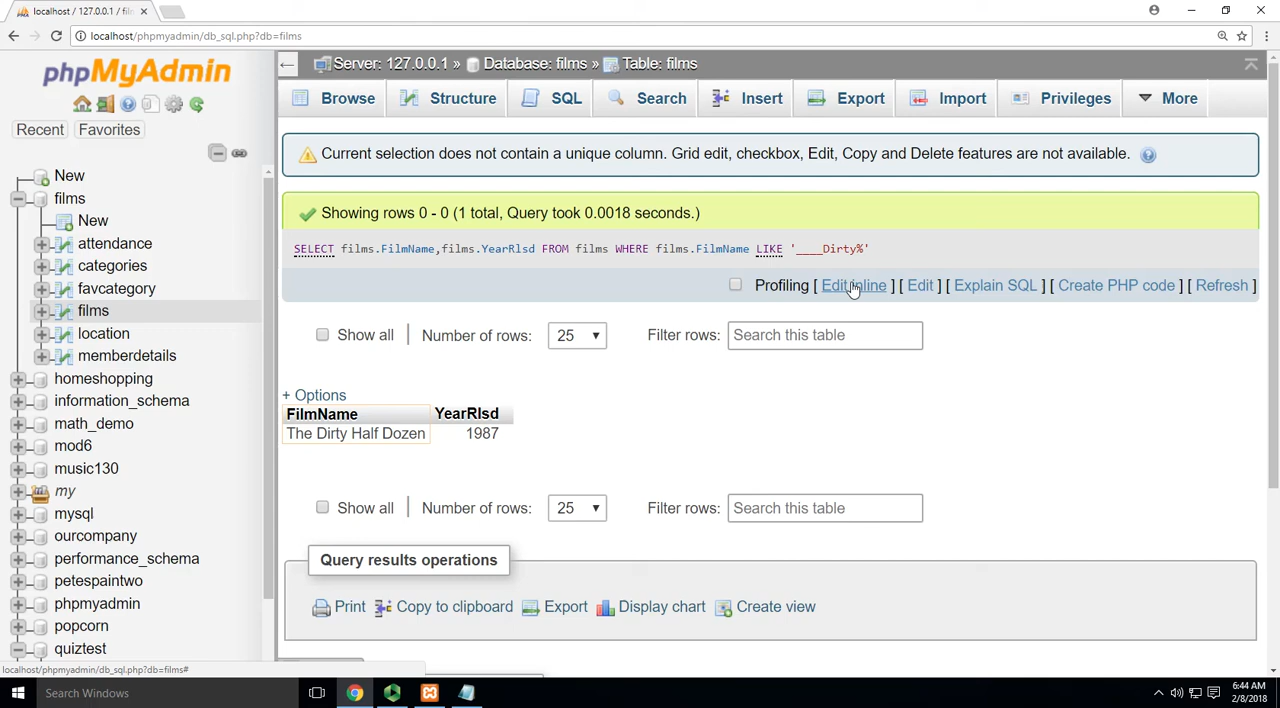 localhost / 127.0.0.1 / fil
localhost/phpmyadmin/db_sql.php?db=films
phpMyAdmin
Recent Favorites
New
films
New
attendance
categories
favcategory
films
location
memberdetails
homeshopping
information_schema
math_demo
mod6
music130
my
mysql
ourcompany
performance_schema
petespaintwo
phpmyadmin
popcorn
quiztest
localhost/phpmyadmin/db_sql.php?db=films#
Server: 127.0.0.1 » Database: films » Table: films
Browse Structure SQL Search Insert Export Import Privileges More
Current selection does not contain a unique column. Grid edit, checkbox, Edit, Copy and Delete features are not available.
Showing rows 0 - 0 (1 total, Query took 0.0018 seconds.)
SELECT films.FilmName,films.YearRlsd FROM films WHERE films.FilmName LIKE '____Dirty%'
Profiling [ Edit inline ] [ Edit ] [ Explain SQL ] [ Create PHP code ] [ Refresh ]
Show all | Number of rows: 25 Filter rows: Search this table
+ Options
FilmName YearRlsd
The Dirty Half Dozen 1987
Show all | Number of rows: 25 Filter rows: Search this table
Query results operations
Print Copy to clipboard Export Display chart Create view
Search Windows
6:44 AM
2/8/2018